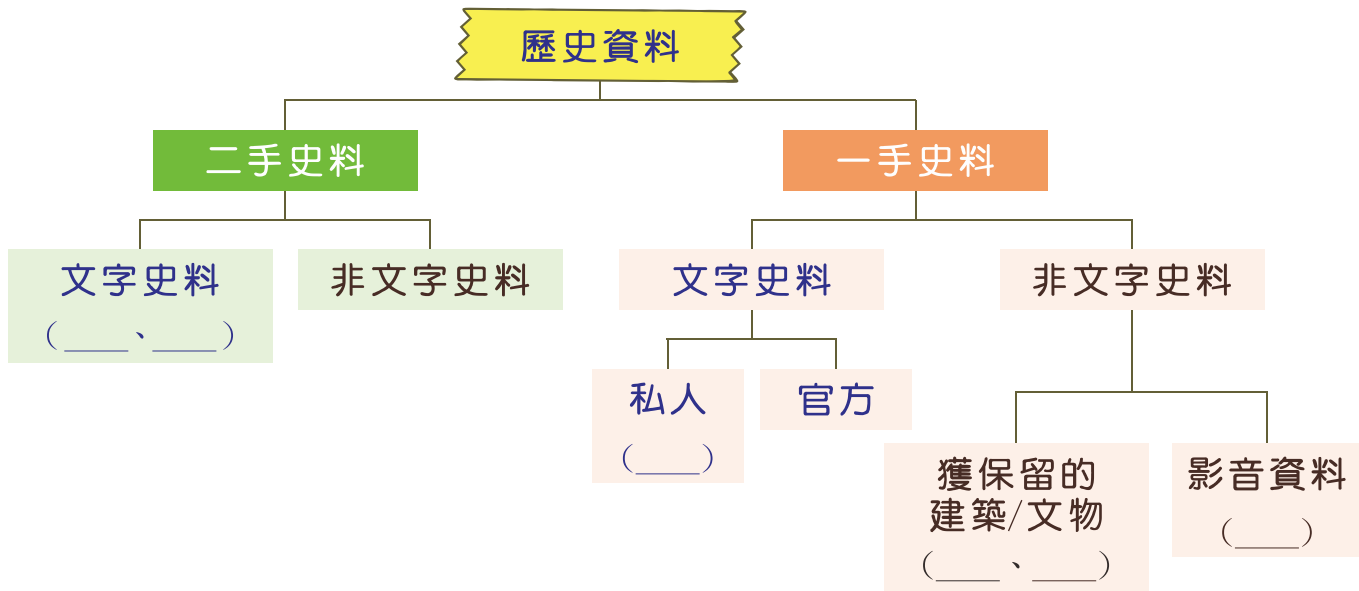 歷史資料
二手史料
一手史料
文字史料
（____、____）
非文字史料
文字史料
非文字史料
私人
（____）
官方
獲保留的
建築/文物
（____、____）
影音資料
（____）